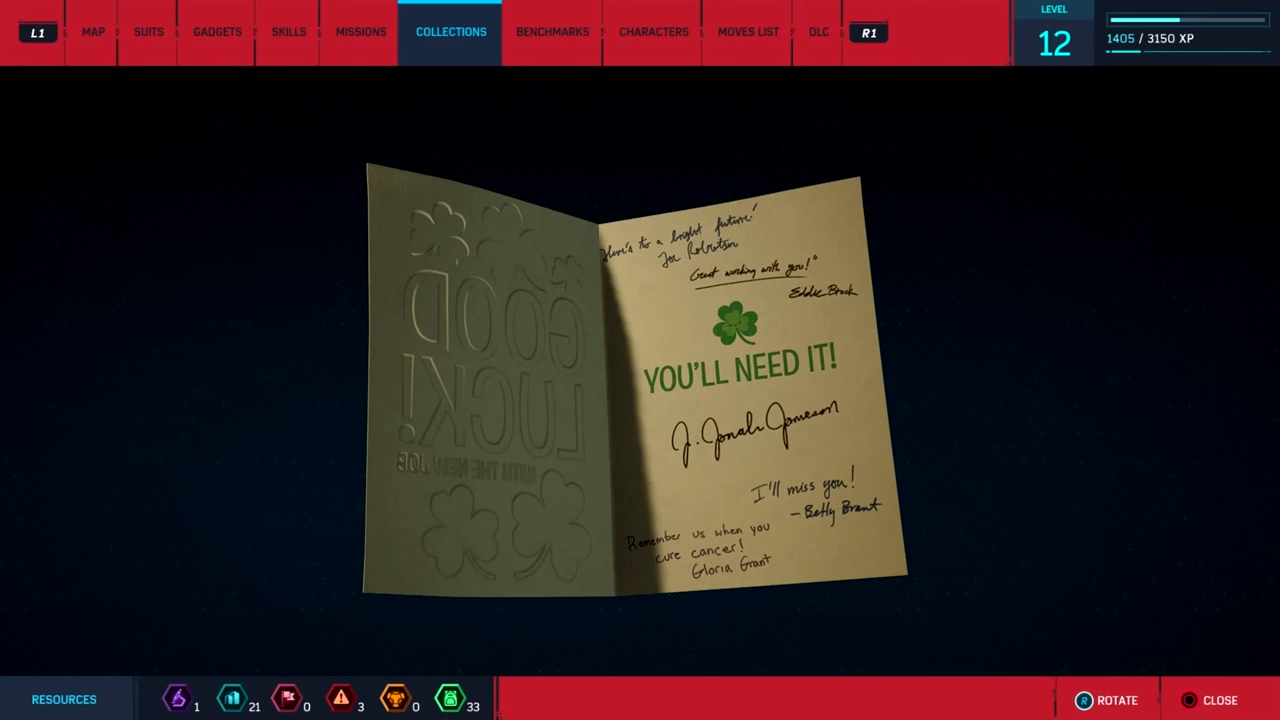 L1
MAP
SUITS
GADGETS
SKILLS
MISSIONS
COLLECTIONS
BENCHMARKS
CHARACTERS
MOVES LIST
DLC
R1
LEVEL
12
1405 / 3150 XP
GOOD
LUCK!
WITH THE NEW JOB
Here's to a bright future!
Joe Robertson
Great working with you!"
Eddie Brock
YOU'LL NEED IT!
J. Jonah Jameson
I'll miss you!
- Betty Brant
Remember us when you
cure cancer!
Gloria Grant
RESOURCES
1
21
0
3
0
33
R ROTATE
CLOSE